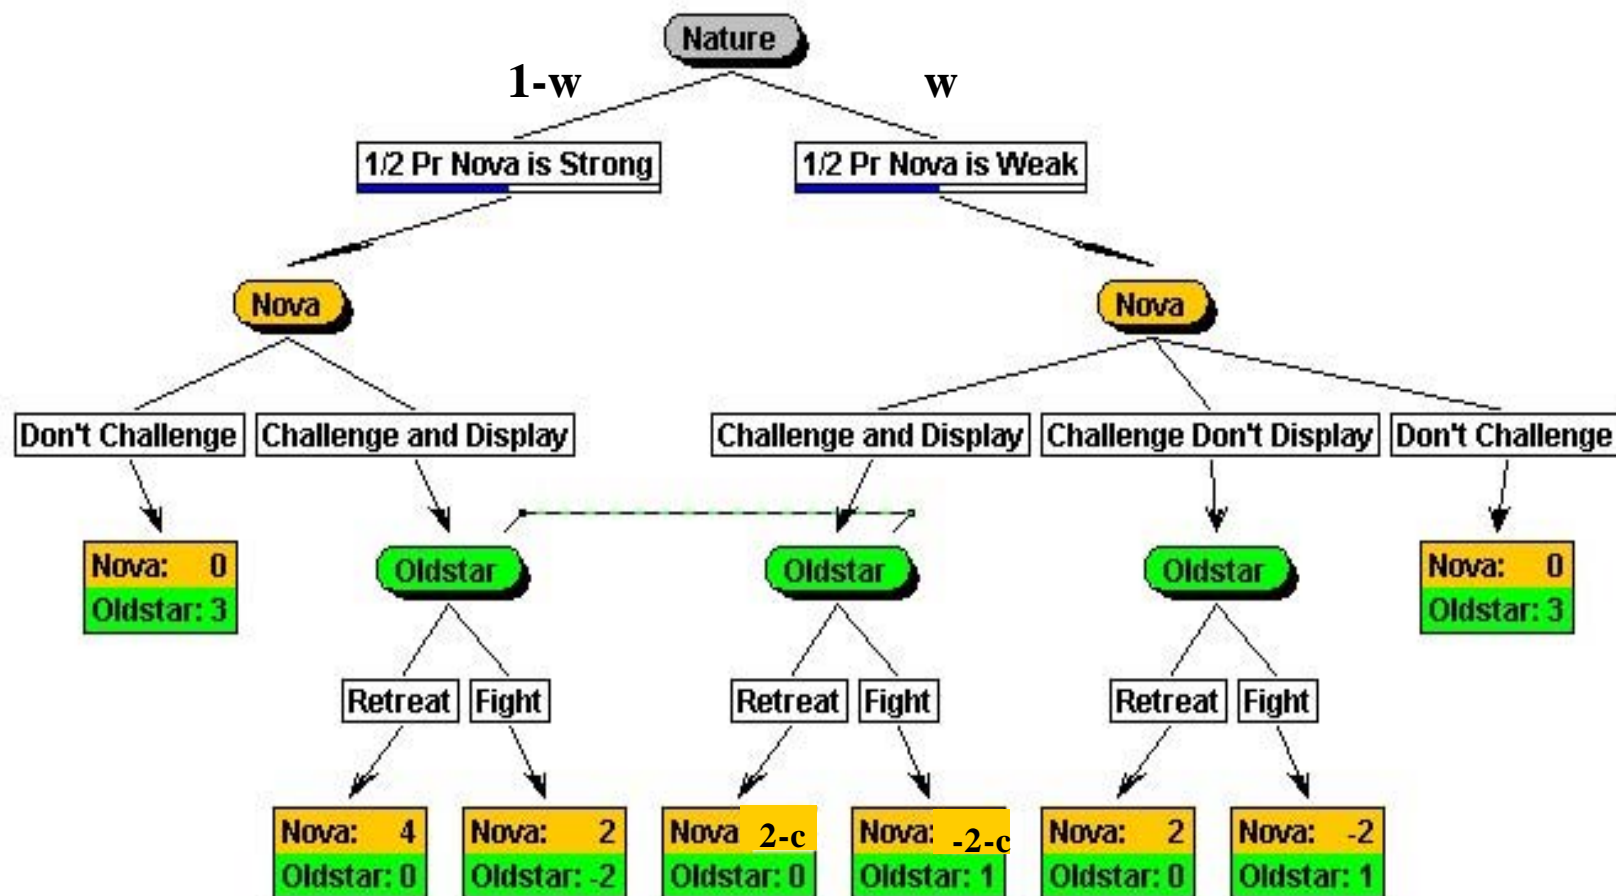 Nature
1-w w
1/2 Pr Nova is Strong 1/2 Pr Nova is Weak
Nova Nova
Don't Challenge Challenge and Display Challenge and Display Challenge Don't Display Don't Challenge
Nova: 0 Oldstar Oldstar Oldstar Nova: 0
Oldstar: 3 Oldstar: 3
Retreat Fight Retreat Fight Retreat Fight
Nova: 4 Nova: 2 Nova 2-c Nova: -2-c Nova: 2 Nova: -2
Oldstar: 0 Oldstar: -2 Oldstar: 0 Oldstar: 1 Oldstar: 0 Oldstar: 1